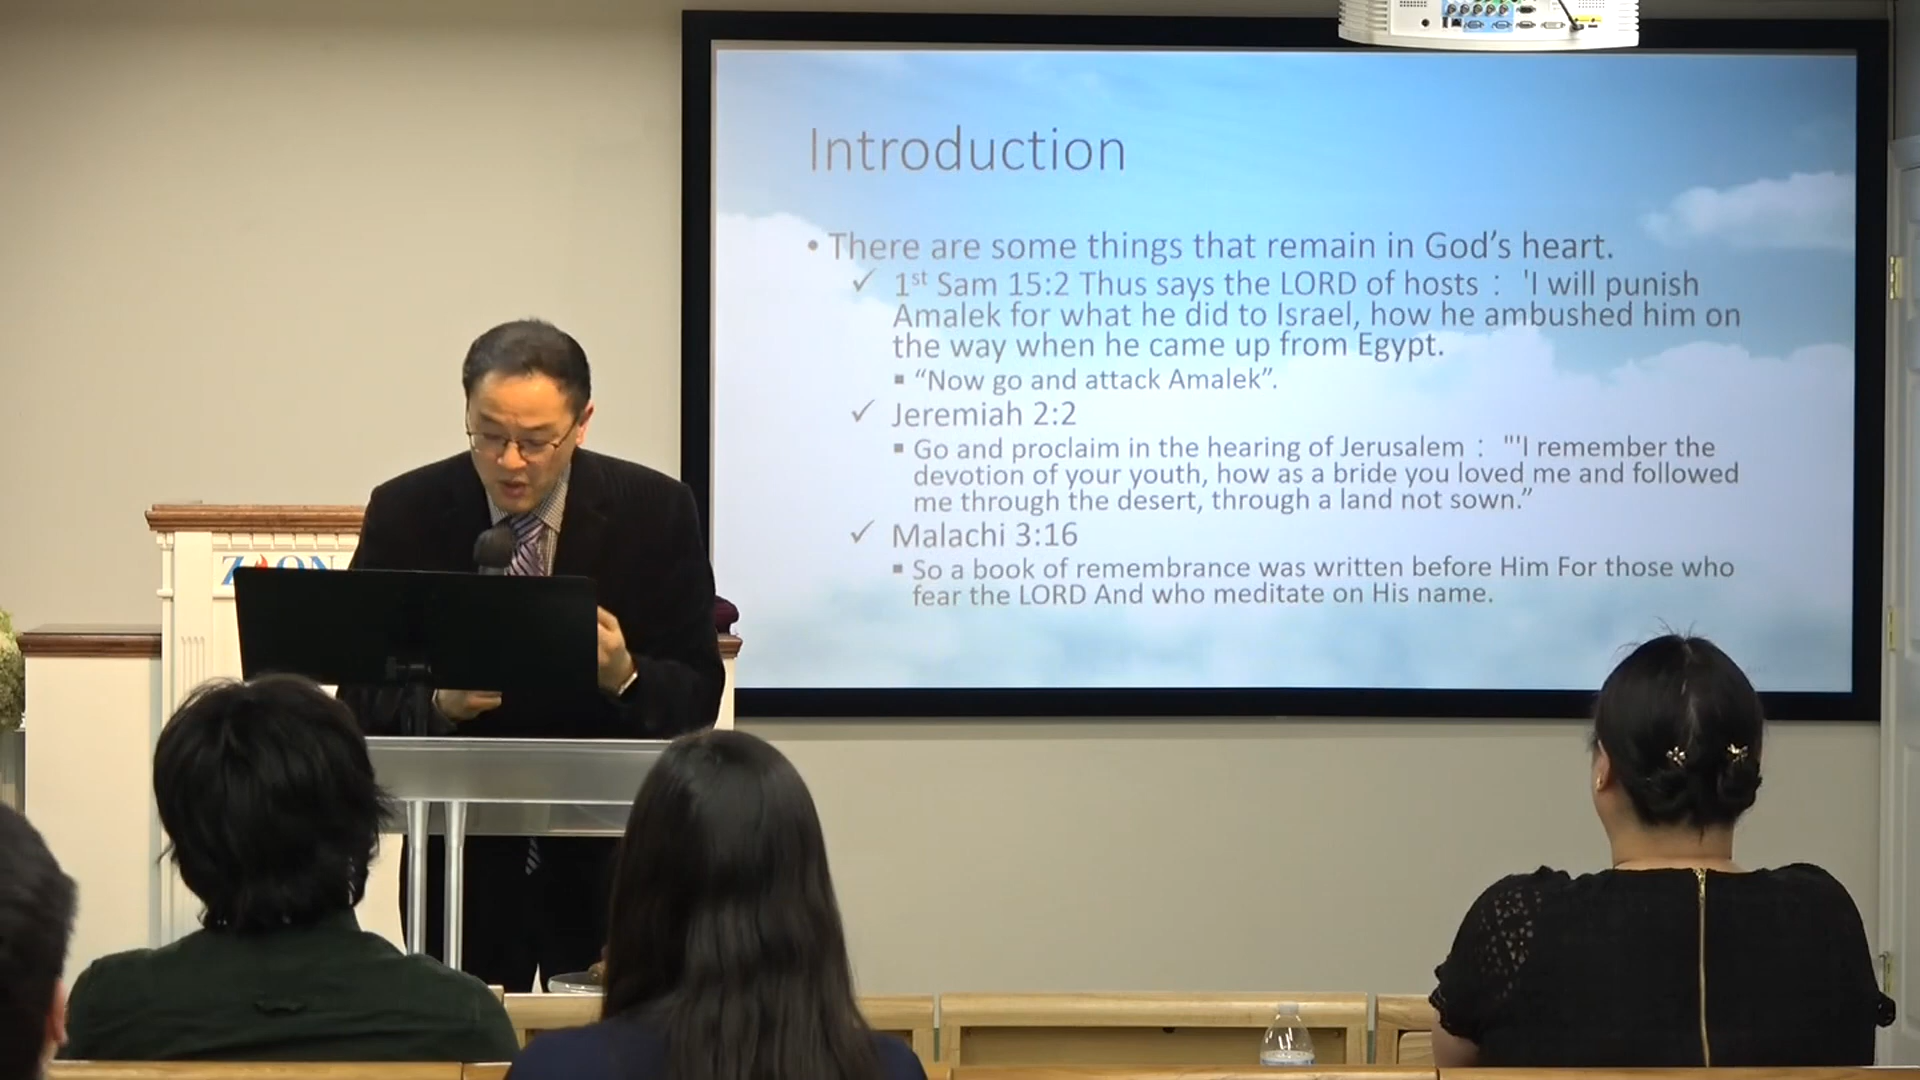 Introduction
• There are some things that remain in God’s heart.
✓ 1st Sam 15:2 Thus says the LORD of hosts： 'I will punish
Amalek for what he did to Israel, how he ambushed him on
the way when he came up from Egypt.
▪ “Now go and attack Amalek”.
✓ Jeremiah 2:2
▪ Go and proclaim in the hearing of Jerusalem： "'I remember the
devotion of your youth, how as a bride you loved me and followed
me through the desert, through a land not sown.”
✓ Malachi 3:16
▪ So a book of remembrance was written before Him For those who
fear the LORD And who meditate on His name.
ZION